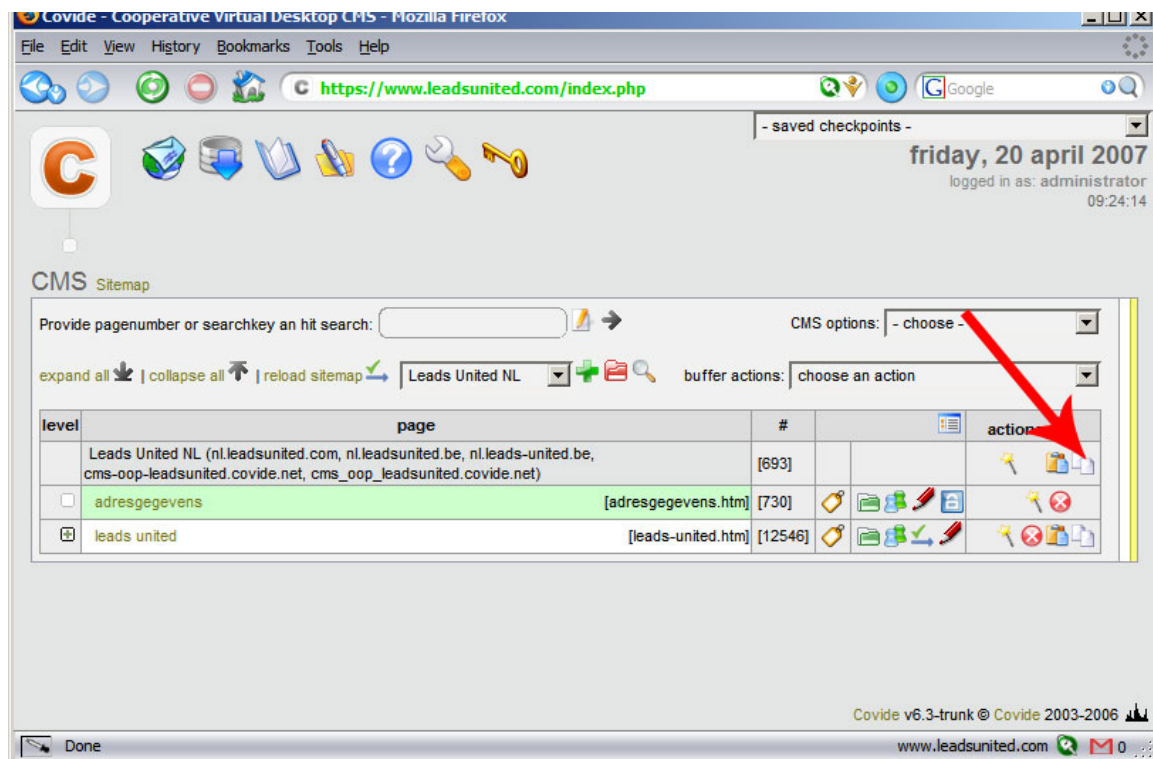 Covide - Cooperative Virtual Desktop CMS - Mozilla Firefox
File Edit View History Bookmarks Tools Help
C https://www.leadsunited.com/index.php G Google
- saved checkpoints -
C
friday, 20 april 2007
logged in as: administrator
09:24:14
CMS Sitemap
Provide pagenumber or searchkey an hit search: CMS options: - choose -
expand all | collapse all | reload sitemap Leads United NL buffer actions: choose an action
level page # actions
Leads United NL (nl.leadsunited.com, nl.leadsunited.be, nl.leads-united.be,
cms-oop-leadsunited.covide.net, cms_oop_leadsunited.covide.net) [693]
adresgegevens [adresgegevens.htm] [730]
leads united [leads-united.htm] [12546]
Covide v6.3-trunk © Covide 2003-2006
Done www.leadsunited.com 0